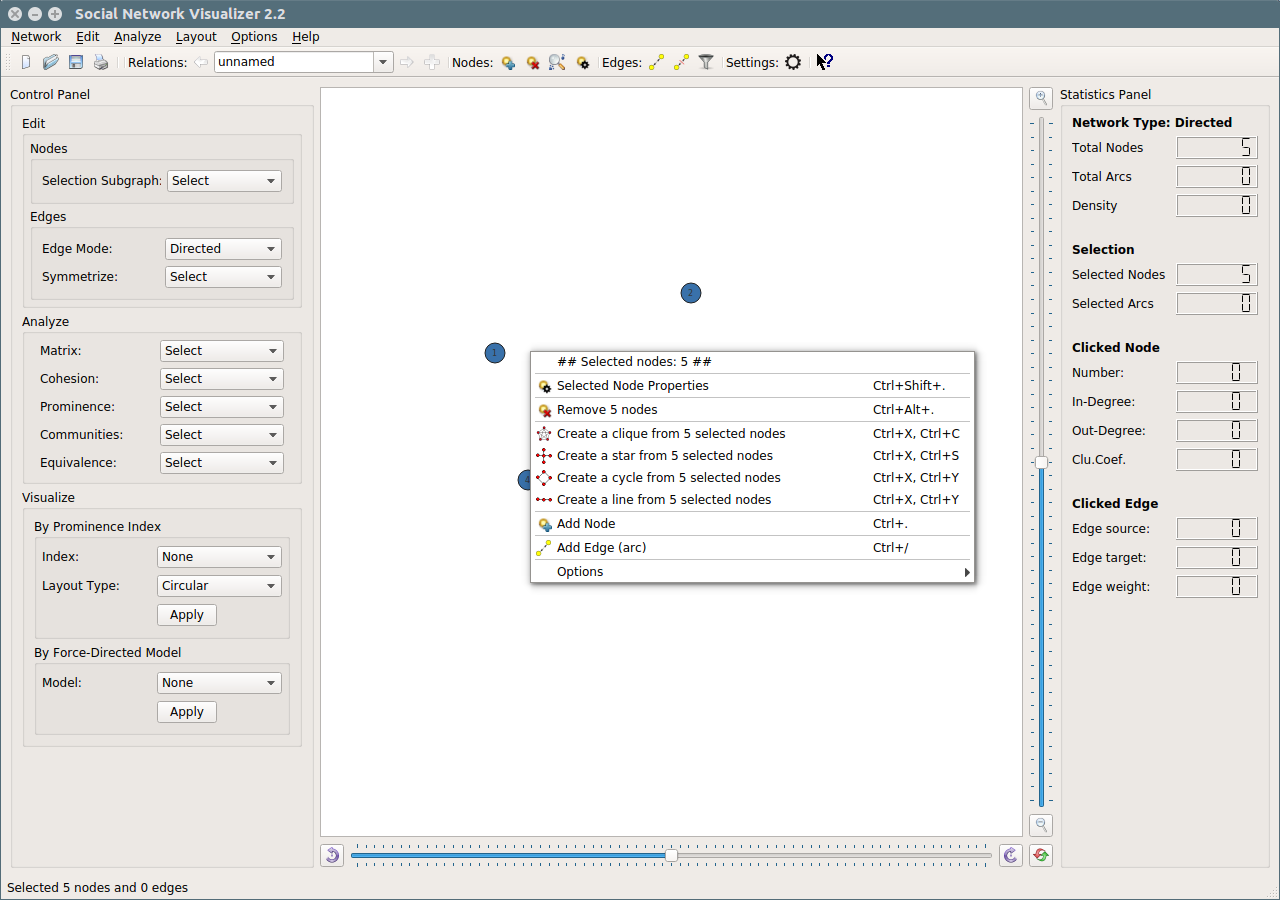 Social Network Visualizer 2.2
Network Edit Analyze Layout Options Help
Relations: unnamed Nodes: Edges: Settings:
Control Panel
Edit
Nodes
Selection Subgraph: Select
Edges
Edge Mode: Directed
Symmetrize: Select
Analyze
Matrix: Select
Cohesion: Select
Prominence: Select
Communities: Select
Equivalence: Select
Visualize
By Prominence Index
Index: None
Layout Type: Circular
Apply
By Force-Directed Model
Model: None
Apply
2
1
4
## Selected nodes: 5 ##
Selected Node Properties Ctrl+Shift+.
Remove 5 nodes Ctrl+Alt+.
Create a clique from 5 selected nodes Ctrl+X, Ctrl+C
Create a star from 5 selected nodes Ctrl+X, Ctrl+S
Create a cycle from 5 selected nodes Ctrl+X, Ctrl+Y
Create a line from 5 selected nodes Ctrl+X, Ctrl+Y
Add Node Ctrl+.
Add Edge (arc) Ctrl+/
Options
Statistics Panel
Network Type: Directed
Total Nodes 5
Total Arcs 0
Density 0
Selection
Selected Nodes 5
Selected Arcs 0
Clicked Node
Number: 0
In-Degree: 0
Out-Degree: 0
Clu.Coef. 0
Clicked Edge
Edge source: 0
Edge target: 0
Edge weight: 0
Selected 5 nodes and 0 edges